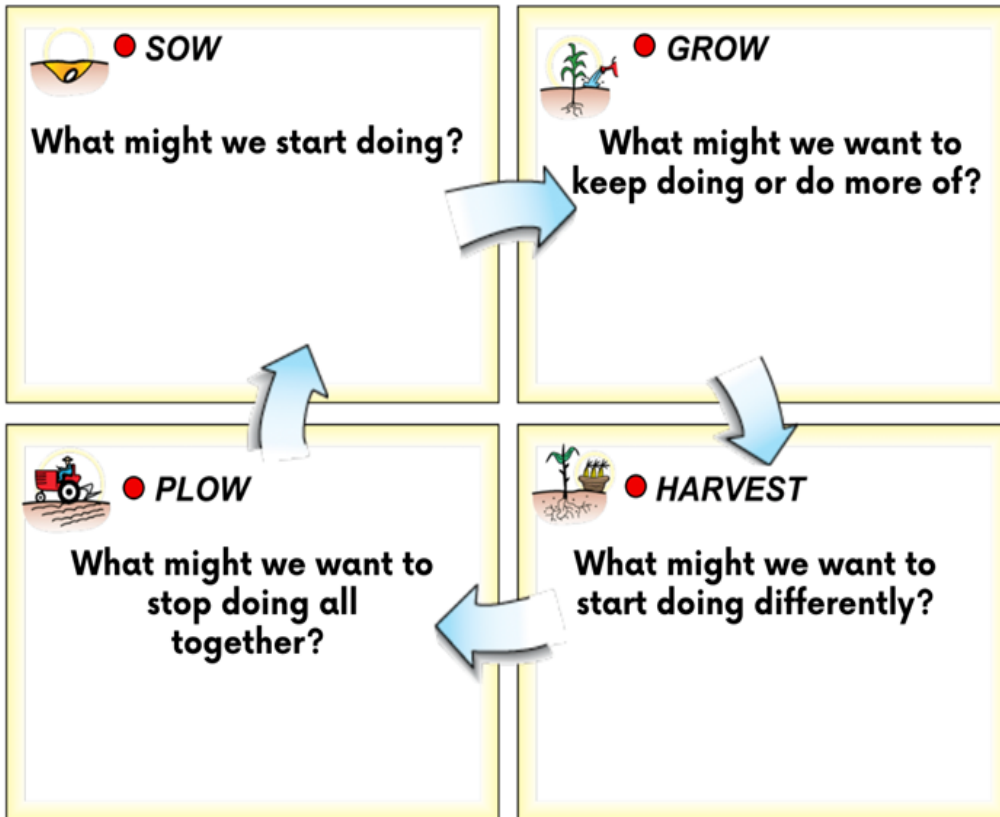 SOW
What might we start doing?
GROW
What might we want to
keep doing or do more of?
PLOW
What might we want to
stop doing all
together?
HARVEST
What might we want to
start doing differently?